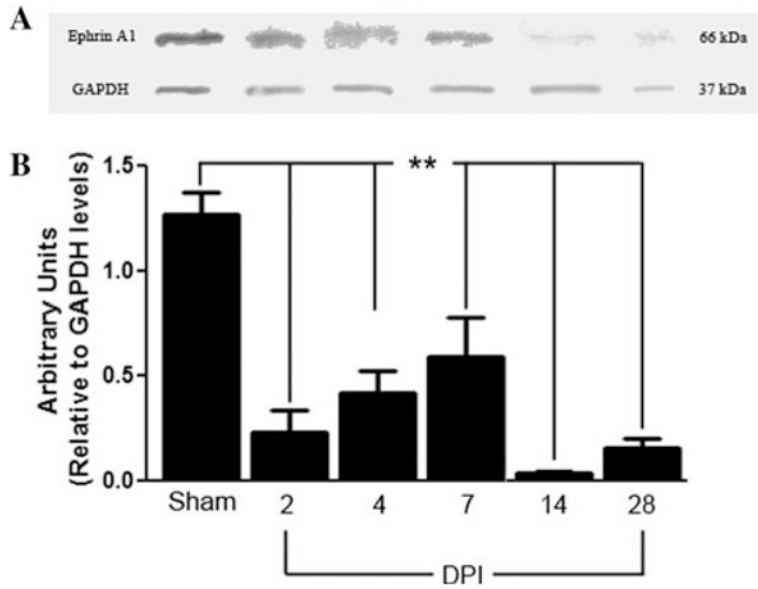 A
Ephrin A1 66 kDa
GAPDH 37 kDa
B
**
Arbitrary Units
(Relative to GAPDH levels)
1.5
1.0
0.5
0.0
Sham 2 4 7 14 28
DPI